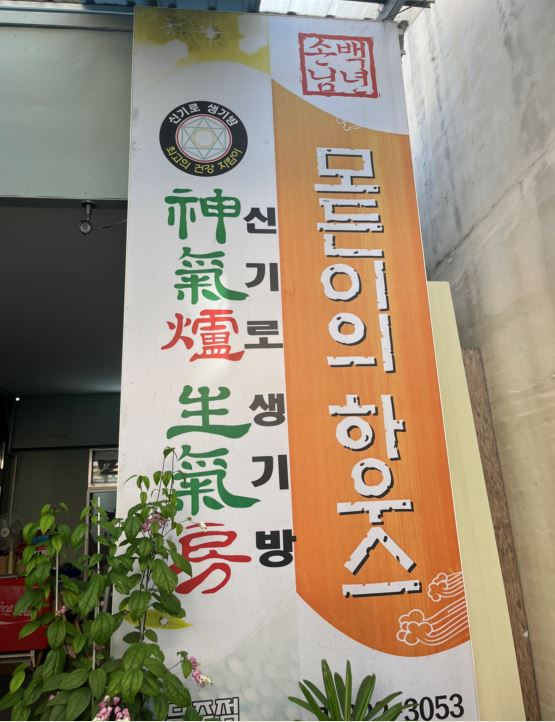 손백
님년
신기로 생기방
최고의 건강 지킴이
神氣爐 生氣房
신기로 생기방
모든이의 항우스
3053